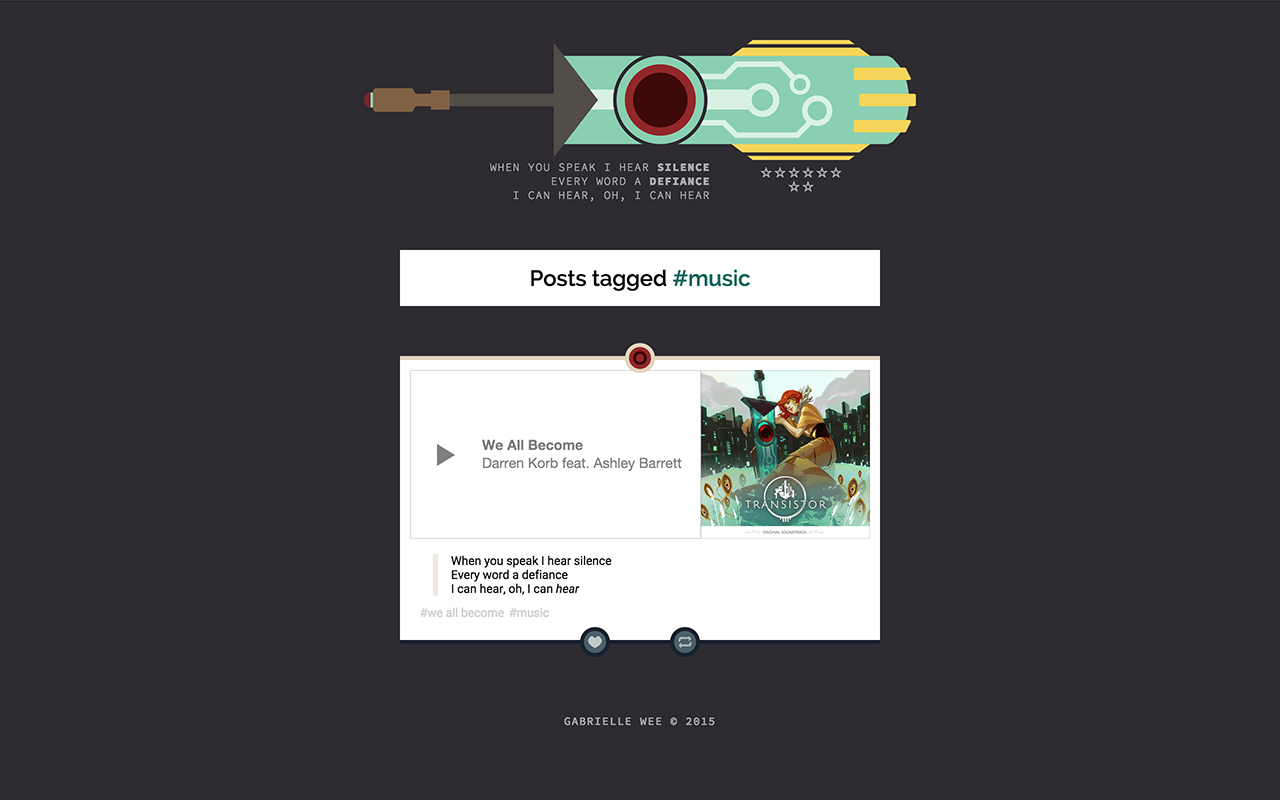 WHEN YOU SPEAK I HEAR SILENCE
EVERY WORD A DEFIANCE
I CAN HEAR, OH, I CAN HEAR
☆☆☆☆☆☆
☆☆
Posts tagged #music
We All Become
Darren Korb feat. Ashley Barrett
TRANSISTOR
ORIGINAL SOUNDTRACK
When you speak I hear silence
Every word a defiance
I can hear, oh, I can hear
#we all become #music
GABRIELLE WEE © 2015